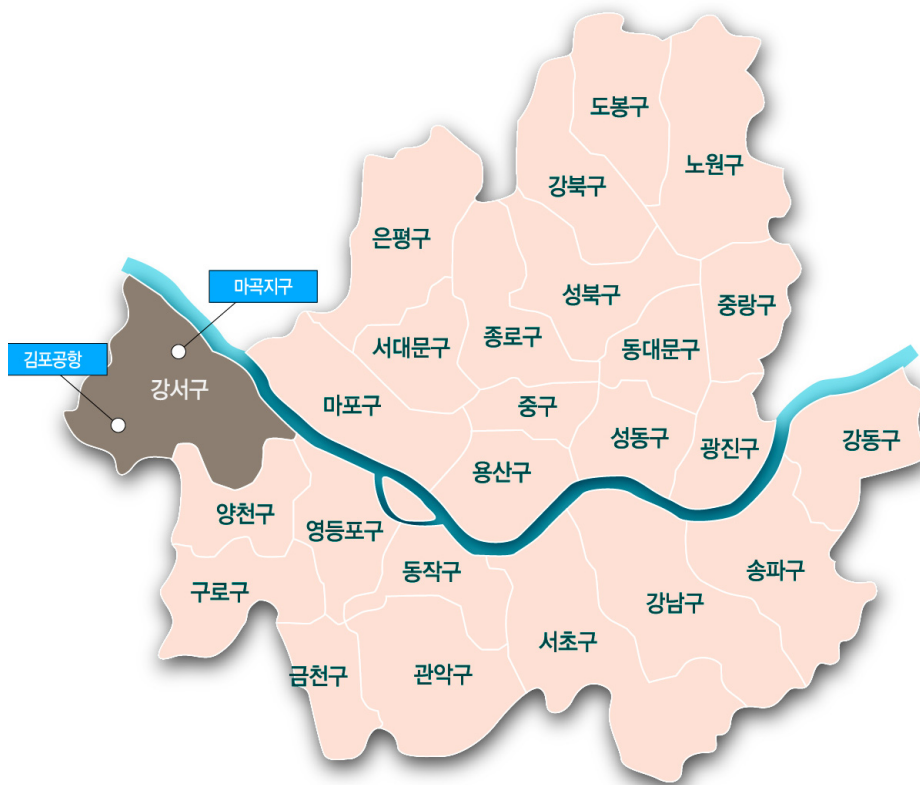 도봉구
노원구
강북구
은평구
마곡지구
성북구
중랑구
서대문구
종로구
동대문구
김포공항
강서구
마포구
중구
성동구
광진구
강동구
용산구
양천구
영등포구
동작구
송파구
구로구
강남구
서초구
금천구
관악구